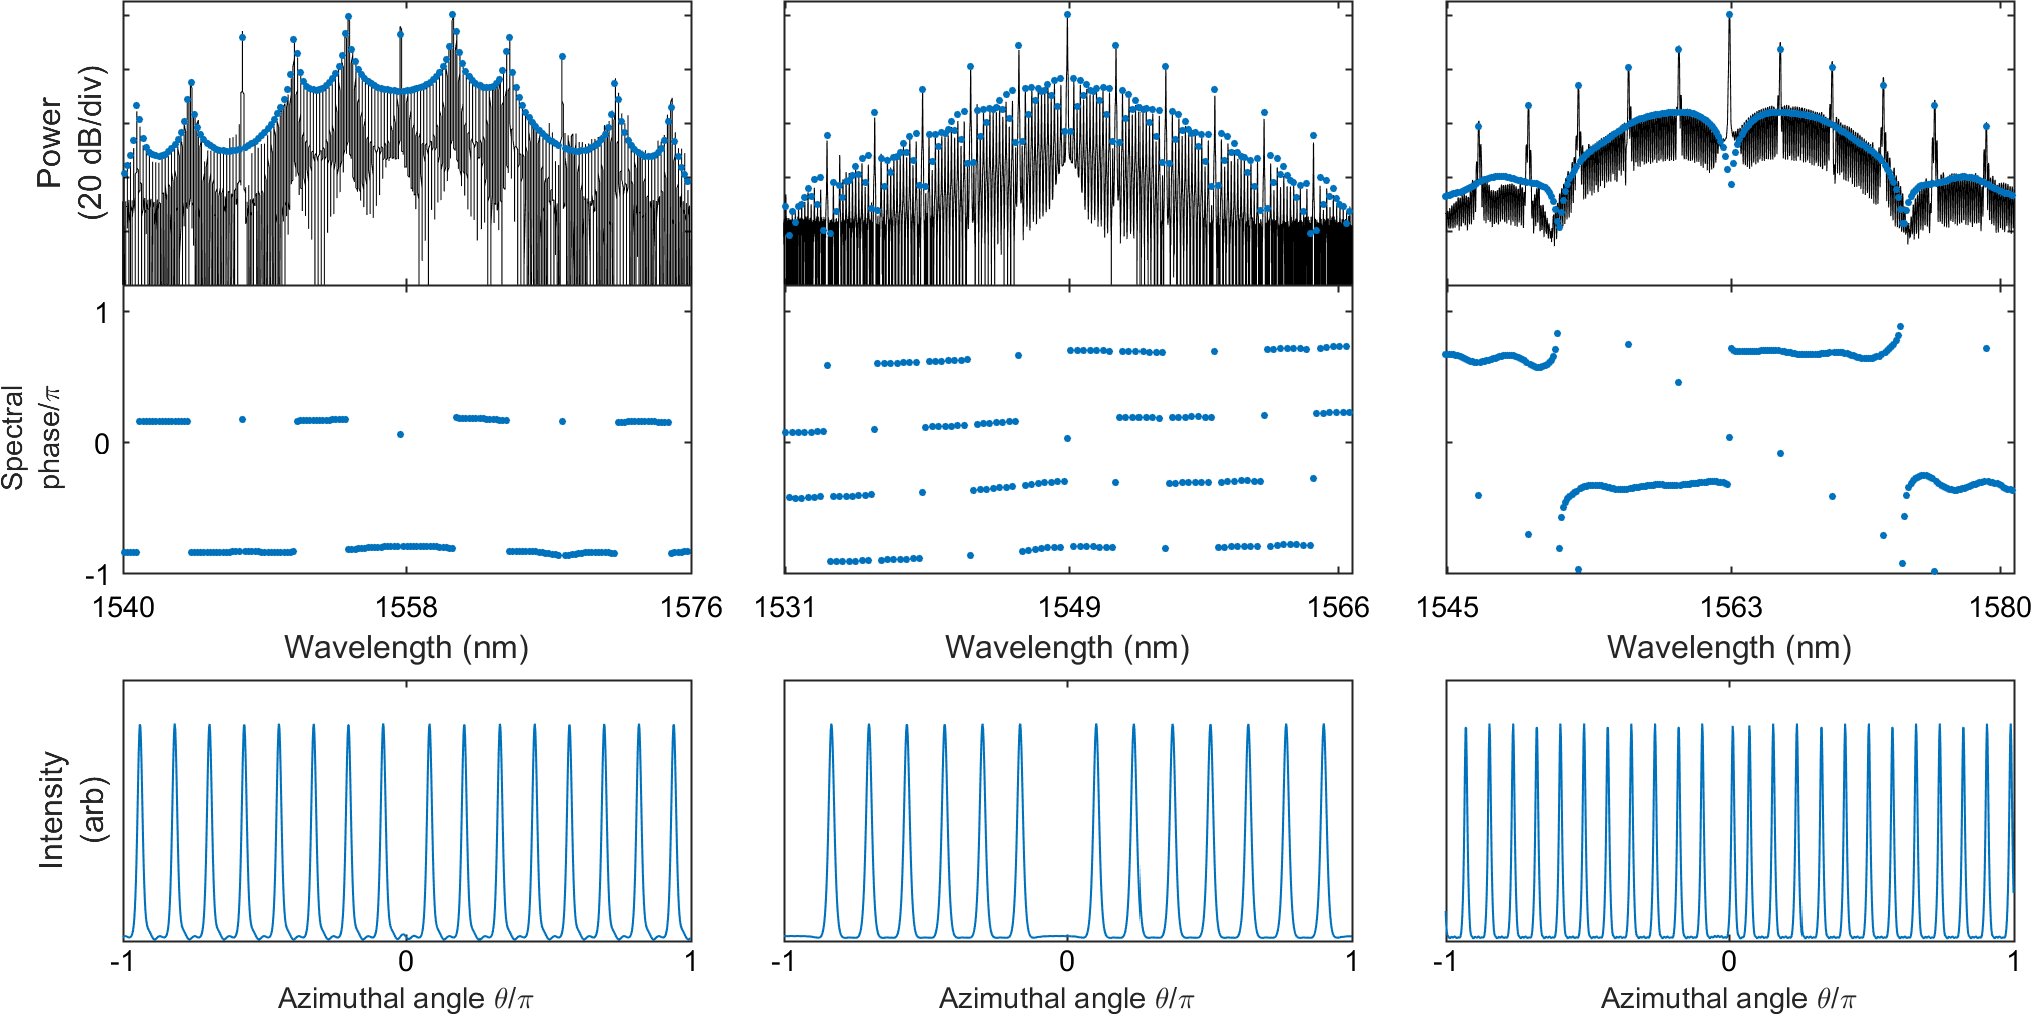 Power
(20 dB/div)
1
0
-1
Spectral
phase/π
1540 1558 1576
1531 1549 1566
1545 1563 1580
Wavelength (nm)
Wavelength (nm)
Wavelength (nm)
Intensity
(arb)
-1 0 1
-1 0 1
-1 0 1
Azimuthal angle θ/π
Azimuthal angle θ/π
Azimuthal angle θ/π